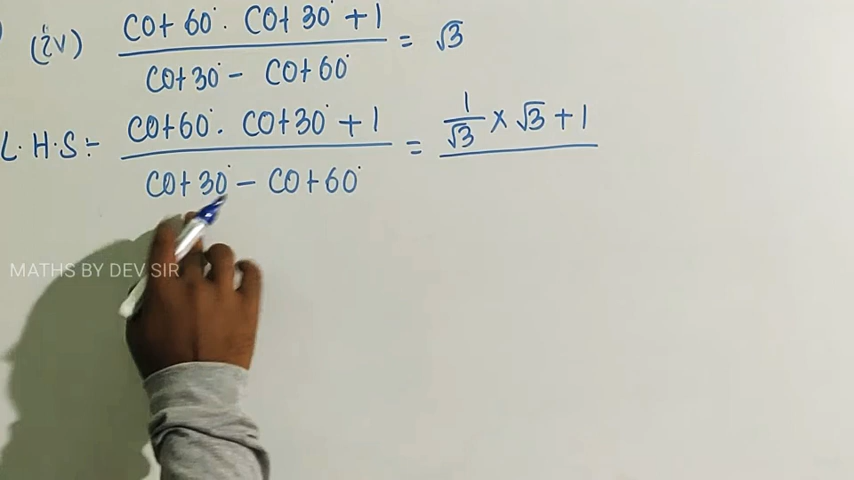 (iv) (cot 60° . cot 30° + 1) / (cot 30° - cot 60°) = √3
L.H.S:- (cot 60° . cot 30° + 1) / (cot 30° - cot 60°) = (1/√3 × √3 + 1) /
MATHS BY DEV SIR